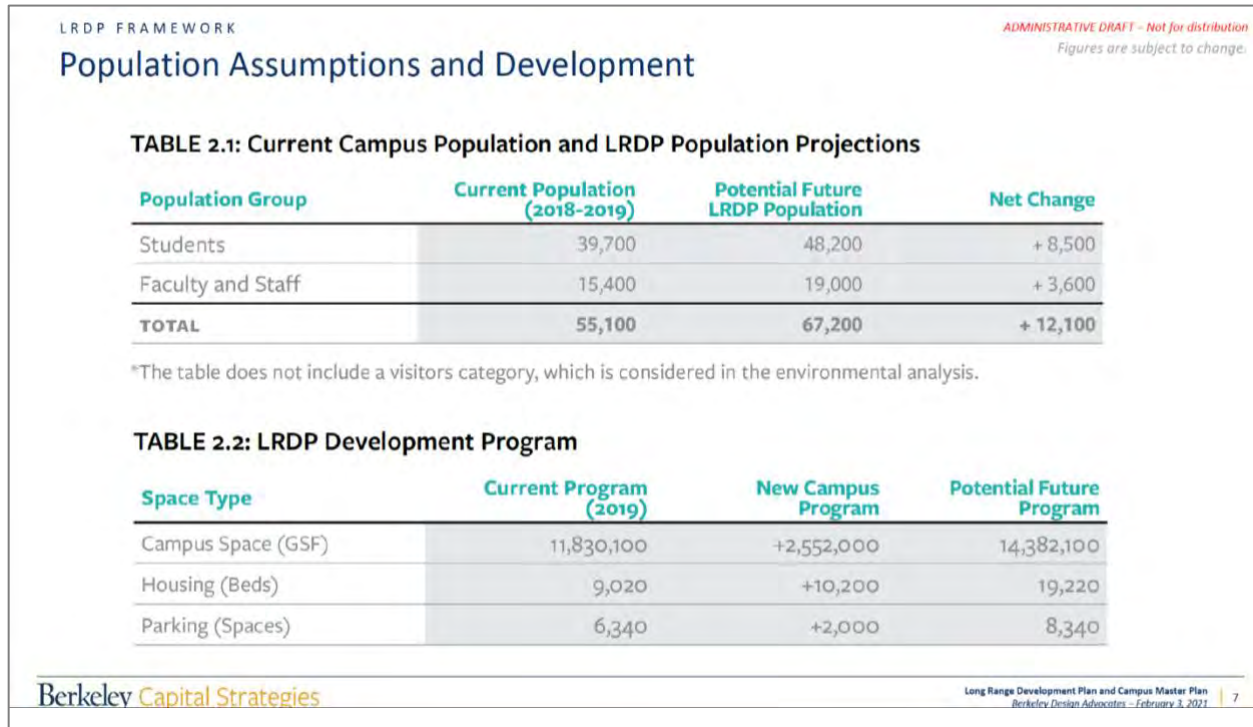 LRDP FRAMEWORK
ADMINISTRATIVE DRAFT – Not for distribution
Figures are subject to change.
Population Assumptions and Development
TABLE 2.1: Current Campus Population and LRDP Population Projections
Population Group Current Population (2018-2019) Potential Future LRDP Population Net Change
Students 39,700 48,200 + 8,500
Faculty and Staff 15,400 19,000 + 3,600
TOTAL 55,100 67,200 + 12,100
*The table does not include a visitors category, which is considered in the environmental analysis.
TABLE 2.2: LRDP Development Program
Space Type Current Program (2019) New Campus Program Potential Future Program
Campus Space (GSF) 11,830,100 +2,552,000 14,382,100
Housing (Beds) 9,020 +10,200 19,220
Parking (Spaces) 6,340 +2,000 8,340
Berkeley Capital Strategies
Long Range Development Plan and Campus Master Plan
Berkeley Design Advocates – February 3, 2021
7